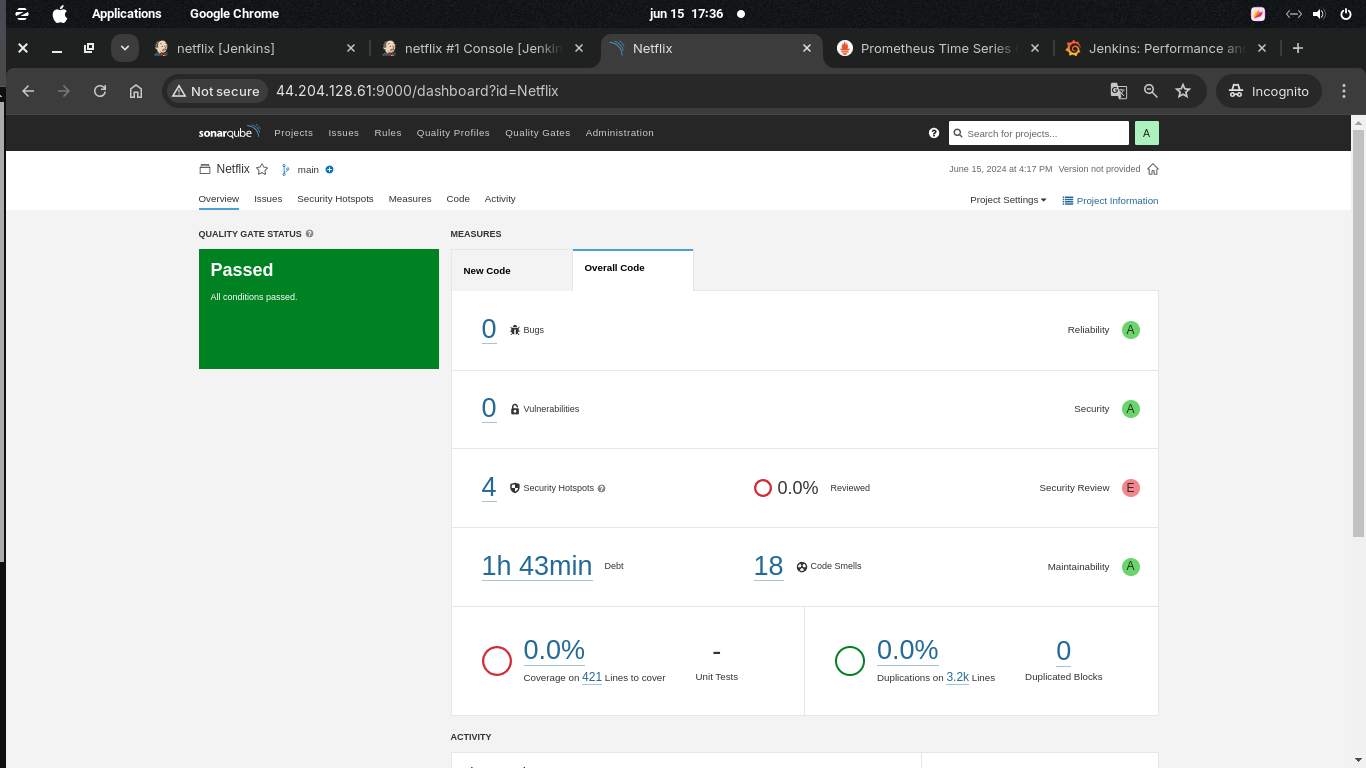 Applications Google Chrome jun 15 17:36
netflix [Jenkins] netflix #1 Console [Jenkin Netflix Prometheus Time Series Jenkins: Performance an
Not secure 44.204.128.61:9000/dashboard?id=Netflix Incognito
sonarqube Projects Issues Rules Quality Profiles Quality Gates Administration ? Search for projects... A
Netflix main June 15, 2024 at 4:17 PM Version not provided
Overview Issues Security Hotspots Measures Code Activity Project Settings Project Information
QUALITY GATE STATUS ? MEASURES
Passed
All conditions passed.
New Code Overall Code
0 Bugs Reliability A
0 Vulnerabilities Security A
4 Security Hotspots ? 0.0% Reviewed Security Review E
1h 43min Debt 18 Code Smells Maintainability A
0.0% - 0.0% 0
Coverage on 421 Lines to cover Unit Tests Duplications on 3.2k Lines Duplicated Blocks
ACTIVITY